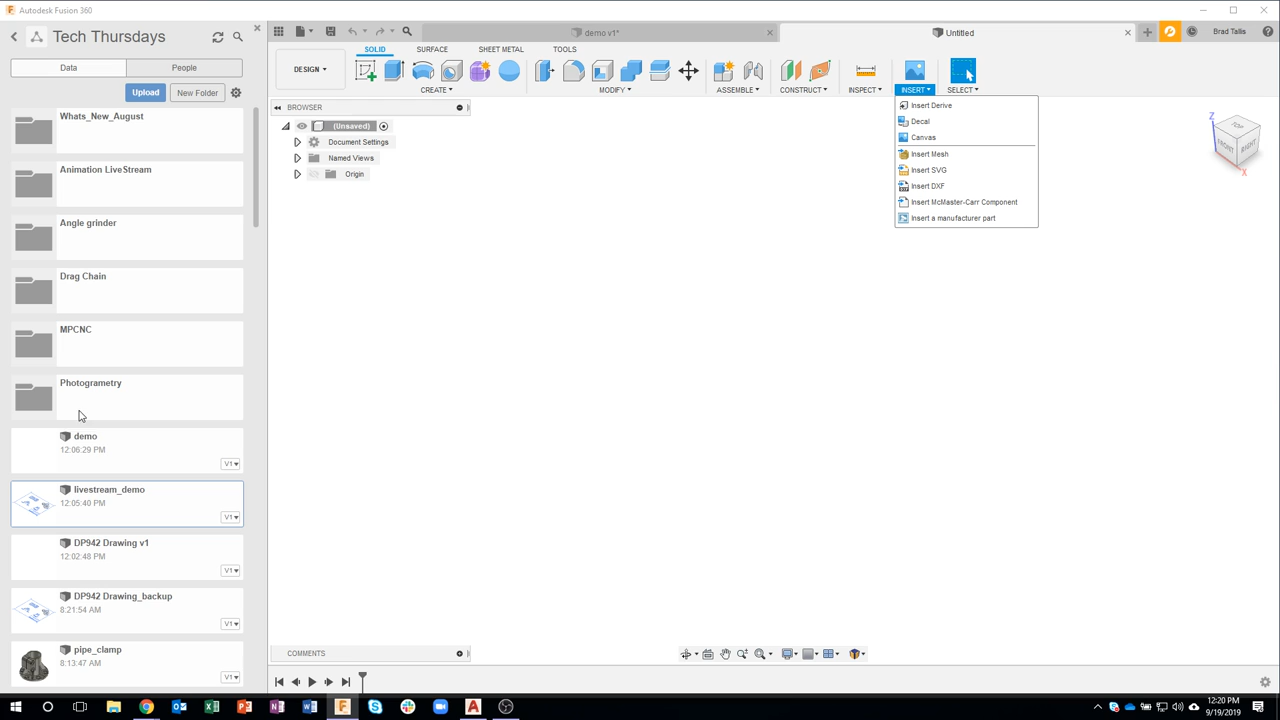 Autodesk Fusion 360
Tech Thursdays
Data
People
Upload
New Folder
Whats_New_August
Animation LiveStream
Angle grinder
Drag Chain
MPCNC
Photogrametry
demo
12:06:29 PM
V1
livestream_demo
12:05:40 PM
V1
DP942 Drawing v1
12:02:48 PM
V1
DP942 Drawing_backup
8:21:54 AM
V1
pipe_clamp
8:13:47 AM
V1
demo v1*
Untitled
Brad Tallis
SOLID
SURFACE
SHEET METAL
TOOLS
DESIGN
CREATE
MODIFY
ASSEMBLE
CONSTRUCT
INSPECT
INSERT
SELECT
BROWSER
(Unsaved)
Document Settings
Named Views
Origin
Insert Derive
Decal
Canvas
Insert Mesh
Insert SVG
Insert DXF
Insert McMaster-Carr Component
Insert a manufacturer part
Z
TOP
FRONT
RIGHT
X
COMMENTS
12:20 PM
9/19/2019